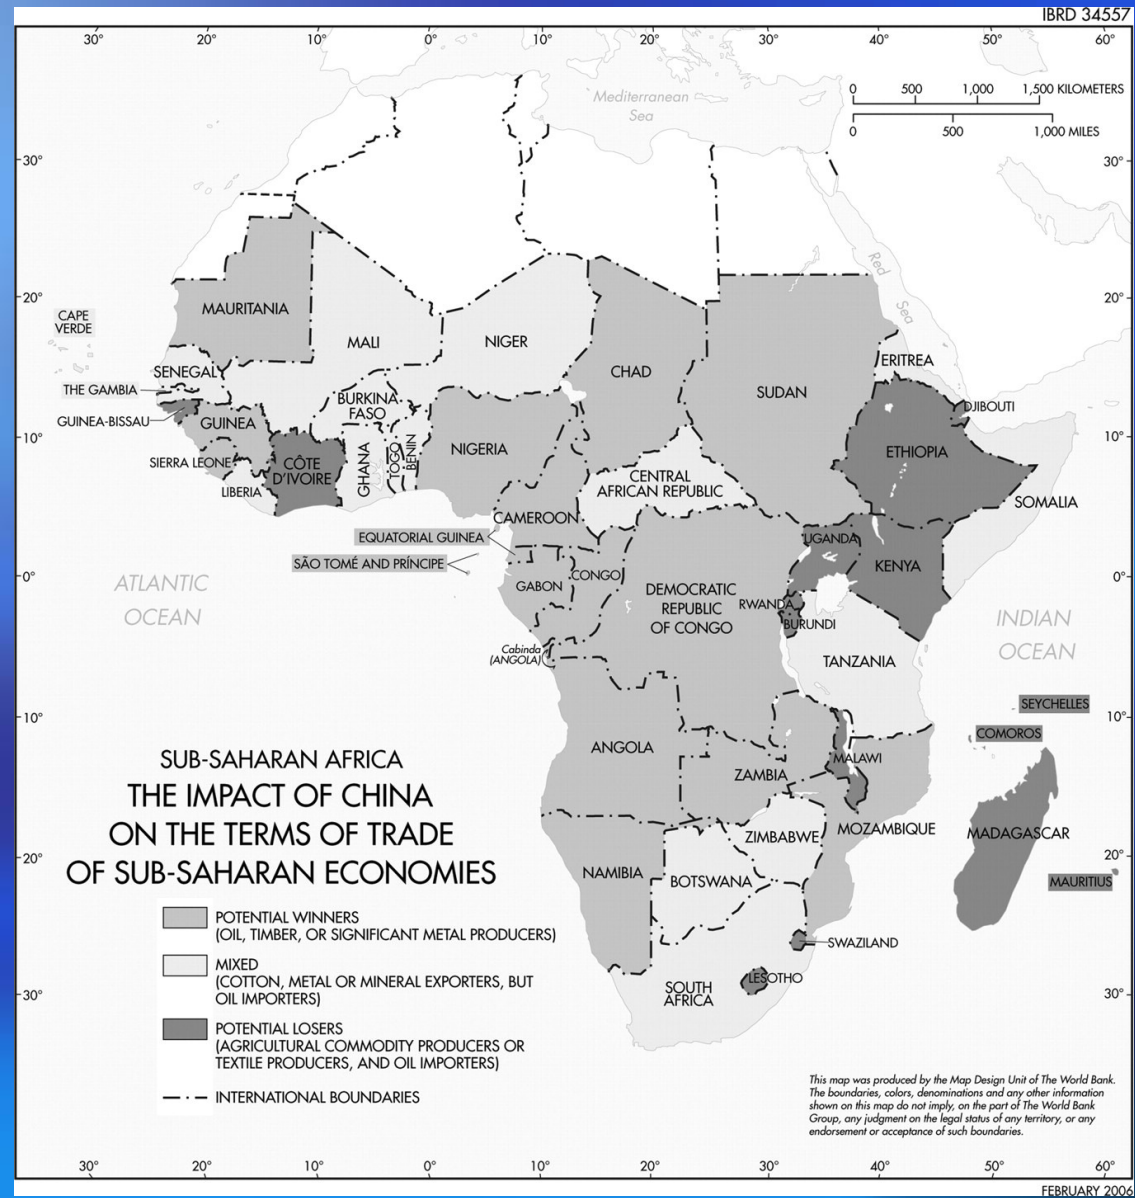 IBRD 34557
30°
20°
10°
0°
10°
20°
30°
40°
50°
60°
0
500
1,000
1,500 KILOMETERS
0
500
1,000 MILES
Mediterranean
Sea
30°
30°
Red
Sea
20°
20°
CAPE
VERDE
MAURITANIA
MALI
NIGER
CHAD
SUDAN
ERITREA
SENEGAL
THE GAMBIA
GUINEA-BISSAU
GUINEA
BURKINA
FASO
DJIBOUTI
10°
10°
SIERRA LEONE
LIBERIA
CÔTE
D'IVOIRE
GHANA
TOGO
BENIN
NIGERIA
CENTRAL
AFRICAN REPUBLIC
ETHIOPIA
SOMALIA
CAMEROON
EQUATORIAL GUINEA
SÃO TOMÉ AND PRÍNCIPE
GABON
CONGO
UGANDA
KENYA
0°
0°
ATLANTIC
OCEAN
DEMOCRATIC
REPUBLIC
OF CONGO
RWANDA
BURUNDI
INDIAN
OCEAN
Cabinda
(ANGOLA)
TANZANIA
SEYCHELLES
10°
10°
COMOROS
ANGOLA
ZAMBIA
MALAWI
MOZAMBIQUE
MADAGASCAR
ZIMBABWE
20°
20°
NAMIBIA
BOTSWANA
MAURITIUS
SWAZILAND
LESOTHO
SOUTH
AFRICA
30°
30°
SUB-SAHARAN AFRICA
THE IMPACT OF CHINA
ON THE TERMS OF TRADE
OF SUB-SAHARAN ECONOMIES
POTENTIAL WINNERS
(OIL, TIMBER, OR SIGNIFICANT METAL PRODUCERS)
MIXED
(COTTON, METAL OR MINERAL EXPORTERS, BUT
OIL IMPORTERS)
POTENTIAL LOSERS
(AGRICULTURAL COMMODITY PRODUCERS OR
TEXTILE PRODUCERS, AND OIL IMPORTERS)
INTERNATIONAL BOUNDARIES
This map was produced by the Map Design Unit of The World Bank.
The boundaries, colors, denominations and any other information
shown on this map do not imply, on the part of The World Bank
Group, any judgment on the legal status of any territory, or any
endorsement or acceptance of such boundaries.
30°
20°
10°
0°
10°
20°
30°
40°
50°
60°
FEBRUARY 2006